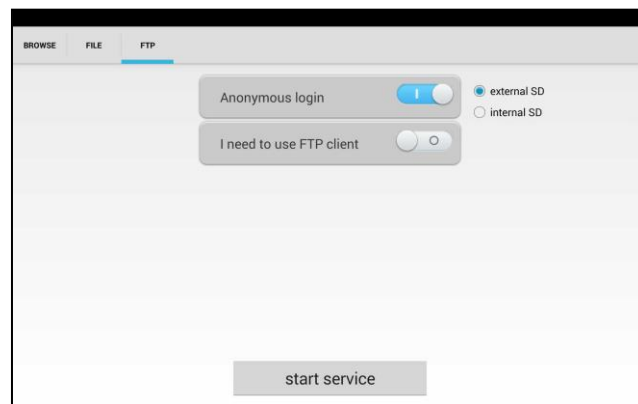 BROWSE FILE FTP
Anonymous login
external SD
internal SD
I need to use FTP client
start service